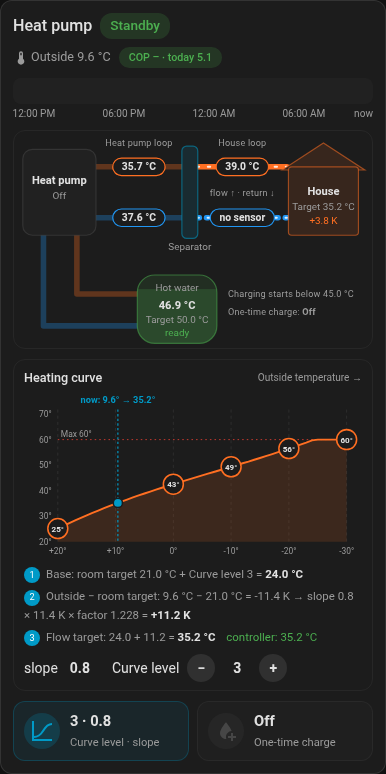 Heat pump Standby
Outside 9.6 °C COP – · today 5.1
12:00 PM 06:00 PM 12:00 AM 06:00 AM now
Heat pump loop House loop
35.7 °C 39.0 °C
Heat pump
Off
flow ↑ · return ↓
House
Target 35.2 °C
+3.8 K
37.6 °C no sensor
Separator
Hot water
46.9 °C
Target 50.0 °C
ready
Charging starts below 45.0 °C
One-time charge: Off
Heating curve Outside temperature →
now: 9.6° → 35.2°
70°
Max 60°
60°
50°
40°
30°
20°
25° 43° 49° 56° 60°
+20° +10° 0° -10° -20° -30°
1 Base: room target 21.0 °C + Curve level 3 = 24.0 °C
2 Outside − room target: 9.6 °C − 21.0 °C = -11.4 K → slope 0.8
× 11.4 K × factor 1.228 = +11.2 K
3 Flow target: 24.0 + 11.2 = 35.2 °C controller: 35.2 °C
slope 0.8 Curve level − 3 +
3 · 0.8
Curve level · slope
Off
One-time charge